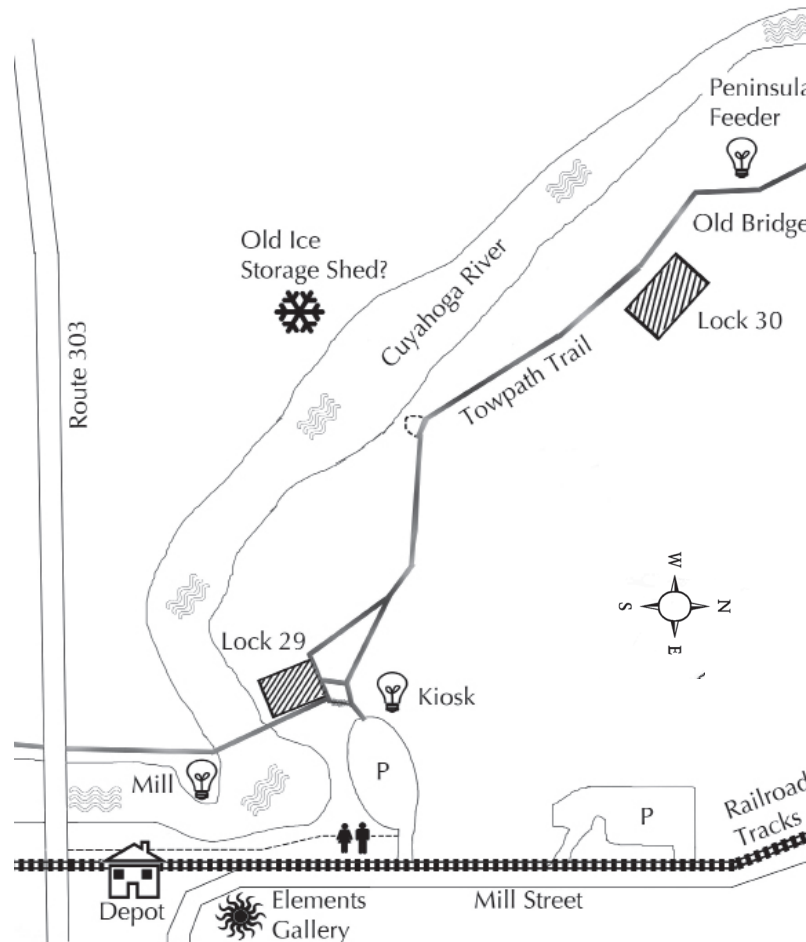 Peninsula
Feeder
Old Bridge
Old Ice
Storage Shed?
Cuyahoga River
Lock 30
Route 303
Towpath Trail
W
S
N
E
Lock 29
Kiosk
P
Mill
P
Railroad
Tracks
Depot
Elements
Gallery
Mill Street